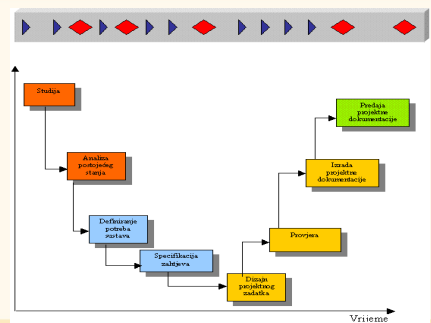 Studija
Predaja
projektne
dokumentacije
Analiza
postojećeg
stanja
Izrada
projektne
dokumentacije
Definiranje
potreba
sustava
Provjera
Specifikacija
zahtjeva
Dizajn
projektnog
zadatka
Vrijeme